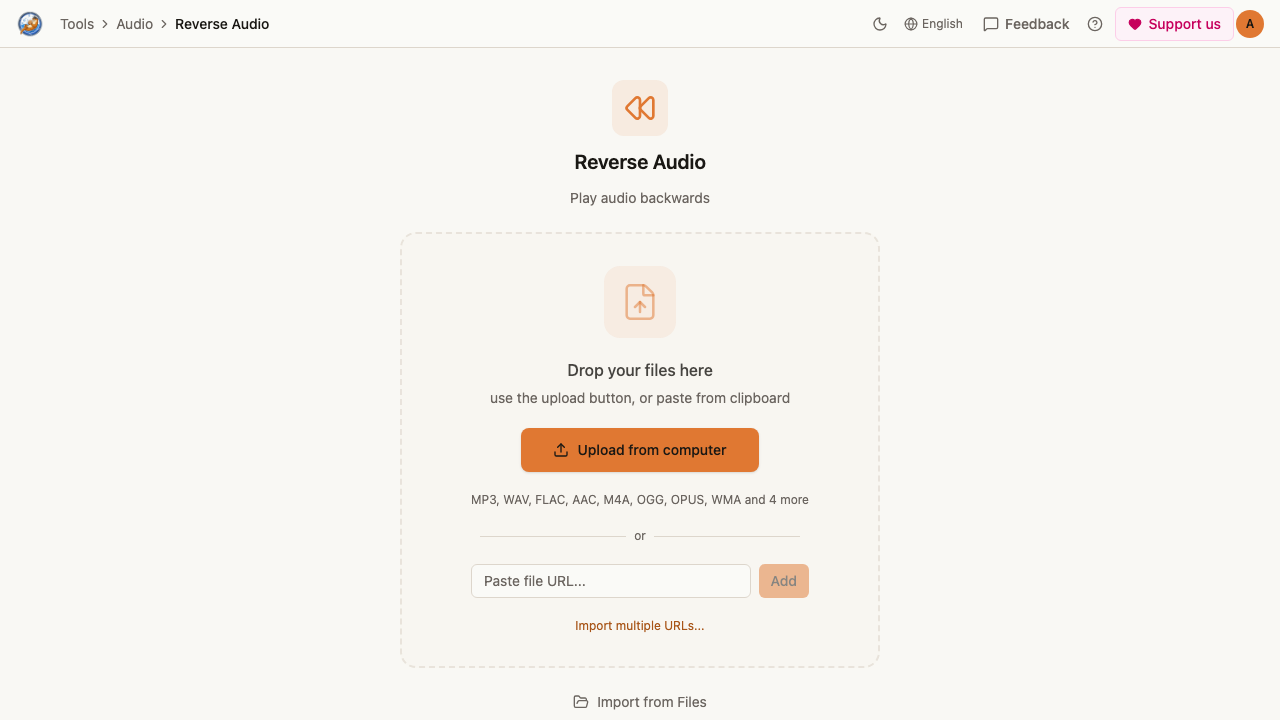 Tools > Audio > Reverse Audio
English
Feedback
Support us
A
Reverse Audio
Play audio backwards
Drop your files here
use the upload button, or paste from clipboard
Upload from computer
MP3, WAV, FLAC, AAC, M4A, OGG, OPUS, WMA and 4 more
or
Paste file URL...
Add
Import multiple URLs...
Import from Files